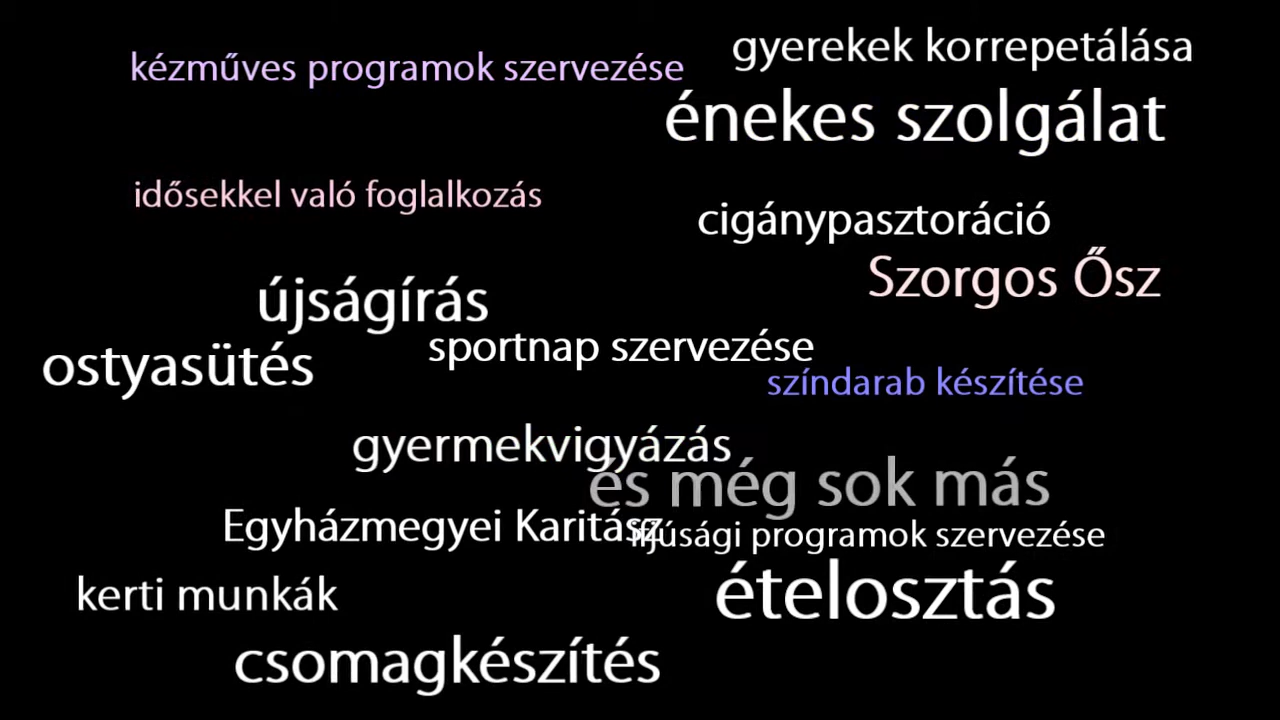 gyerekek korrepetálása
kézműves programok szervezése
énekes szolgálat
idősekkel való foglalkozás
cigánypasztoráció
Szorgos Ősz
újságírás
sportnap szervezése
ostyasütés
színdarab készítése
gyermekvigyázás
és még sok más
Egyházmegyei Karitász
ifjúsági programok szervezése
kerti munkák
ételosztás
csomagkészítés